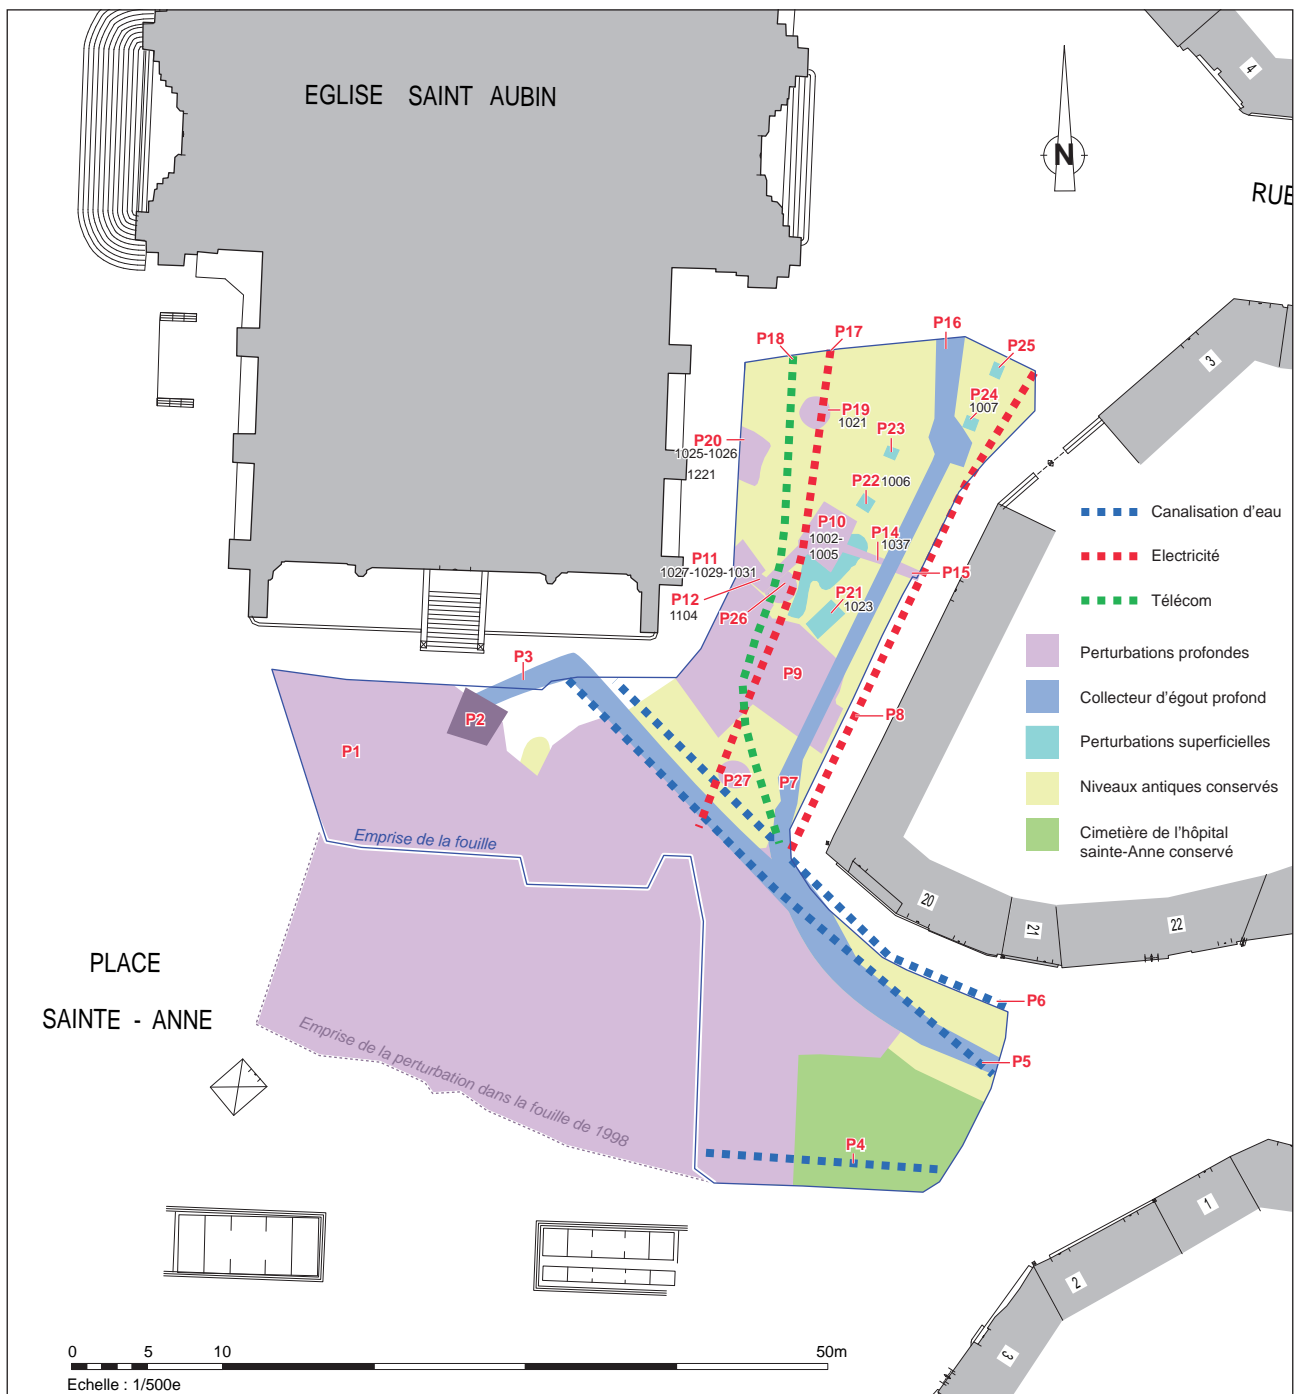 EGLISE SAINT AUBIN
4
N
RUE
3
P16
P17
P18
P25
P24
1007
P19
1021
P23
P20
1025-1026
1221
P22 1006
P10
1002-
1005
P14
1037
P11
1027-1029-1031
P15
P12
1104
P26
P21
1023
P3
P9
P2
P8
P1
P27
P7
Canalisation d'eau
Electricité
Télécom
Perturbations profondes
Collecteur d'égout profond
Perturbations superficielles
Niveaux antiques conservés
Cimetière de l'hôpital
sainte-Anne conservé
Emprise de la fouille
20
21
22
PLACE
SAINTE - ANNE
P6
Emprise de la perturbation dans la fouille de 1998
P5
P4
1
2
3
0 5 10 50m
Echelle : 1/500e